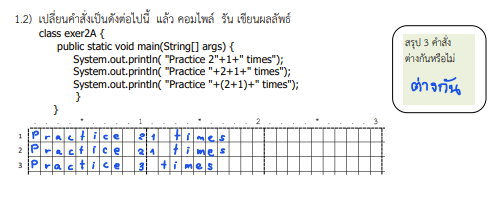 1.2) เปลี่ยนคำสั่งเป็นดังต่อไปนี้ แล้ว คอมไพล์ รัน เขียนผลลัพธ์
class exer2A {
public static void main(String[] args) {
System.out.println( "Practice 2"+1+" times");
System.out.println( "Practice "+2+1+" times");
System.out.println( "Practice "+(2+1)+" times");
}
}
สรุป 3 คำสั่ง
ต่างกันหรือไม่
ต่างกัน
. . . . * . . . . 1 . . . . * . . . . 2 . . . . * . . . . 3
1 Practice 21 times
2 Practice 21 times
3 Practice 3 times